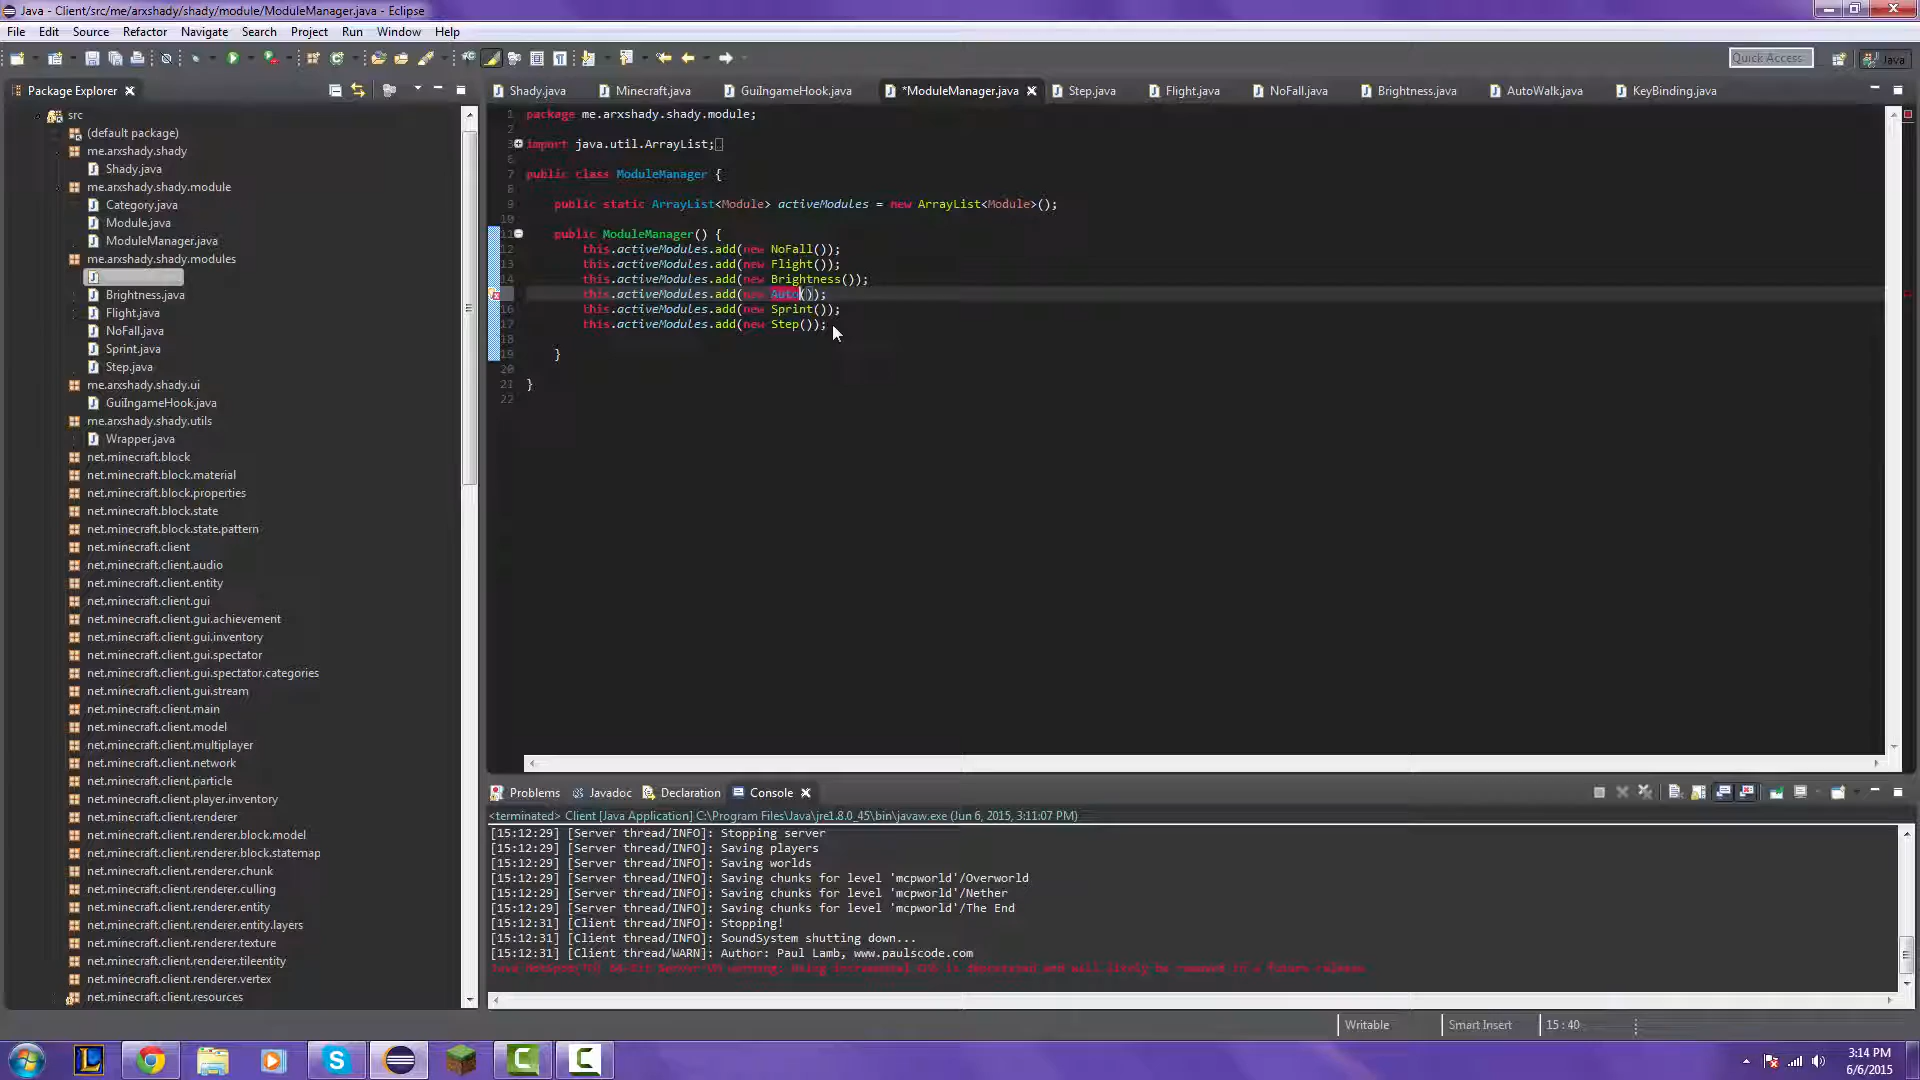 Java - Client/src/me/arxshady/shady/module/ModuleManager.java - Eclipse
File Edit Source Refactor Navigate Search Project Run Window Help
Quick Access
Java
Package Explorer
src
(default package)
me.arxshady.shady
Shady.java
me.arxshady.shady.module
Category.java
Module.java
ModuleManager.java
me.arxshady.shady.modules
Brightness.java
Flight.java
NoFall.java
Sprint.java
Step.java
me.arxshady.shady.ui
GuiIngameHook.java
me.arxshady.shady.utils
Wrapper.java
net.minecraft.block
net.minecraft.block.material
net.minecraft.block.properties
net.minecraft.block.state
net.minecraft.block.state.pattern
net.minecraft.client
net.minecraft.client.audio
net.minecraft.client.entity
net.minecraft.client.gui
net.minecraft.client.gui.achievement
net.minecraft.client.gui.inventory
net.minecraft.client.gui.spectator
net.minecraft.client.gui.spectator.categories
net.minecraft.client.gui.stream
net.minecraft.client.main
net.minecraft.client.model
net.minecraft.client.multiplayer
net.minecraft.client.network
net.minecraft.client.particle
net.minecraft.client.player.inventory
net.minecraft.client.renderer
net.minecraft.client.renderer.block.model
net.minecraft.client.renderer.block.statemap
net.minecraft.client.renderer.chunk
net.minecraft.client.renderer.culling
net.minecraft.client.renderer.entity
net.minecraft.client.renderer.entity.layers
net.minecraft.client.renderer.texture
net.minecraft.client.renderer.tileentity
net.minecraft.client.renderer.vertex
net.minecraft.client.resources
Shady.java Minecraft.java GuiIngameHook.java *ModuleManager.java Step.java Flight.java NoFall.java Brightness.java AutoWalk.java KeyBinding.java
1 package me.arxshady.shady.module;
2
3 import java.util.ArrayList;
6
7 public class ModuleManager {
8
9 public static ArrayList<Module> activeModules = new ArrayList<Module>();
10
11 public ModuleManager() {
12 this.activeModules.add(new NoFall());
13 this.activeModules.add(new Flight());
14 this.activeModules.add(new Brightness());
this.activeModules.add(new Auto());
16 this.activeModules.add(new Sprint());
17 this.activeModules.add(new Step());
18
19 }
20
21 }
22
Problems Javadoc Declaration Console
<terminated> Client [Java Application] C:\Program Files\Java\jre1.8.0_45\bin\javaw.exe (Jun 6, 2015, 3:11:07 PM)
[15:12:29] [Server thread/INFO]: Stopping server
[15:12:29] [Server thread/INFO]: Saving players
[15:12:29] [Server thread/INFO]: Saving worlds
[15:12:29] [Server thread/INFO]: Saving chunks for level 'mcpworld'/Overworld
[15:12:29] [Server thread/INFO]: Saving chunks for level 'mcpworld'/Nether
[15:12:29] [Server thread/INFO]: Saving chunks for level 'mcpworld'/The End
[15:12:31] [Client thread/INFO]: Stopping!
[15:12:31] [Client thread/INFO]: SoundSystem shutting down...
[15:12:31] [Client thread/WARN]: Author: Paul Lamb, www.paulscode.com
Java HotSpot(TM) 64-Bit Server VM warning: Using incremental CMS is deprecated and will likely be removed in a future release
Writable Smart Insert 15 : 40
3:14 PM
6/6/2015